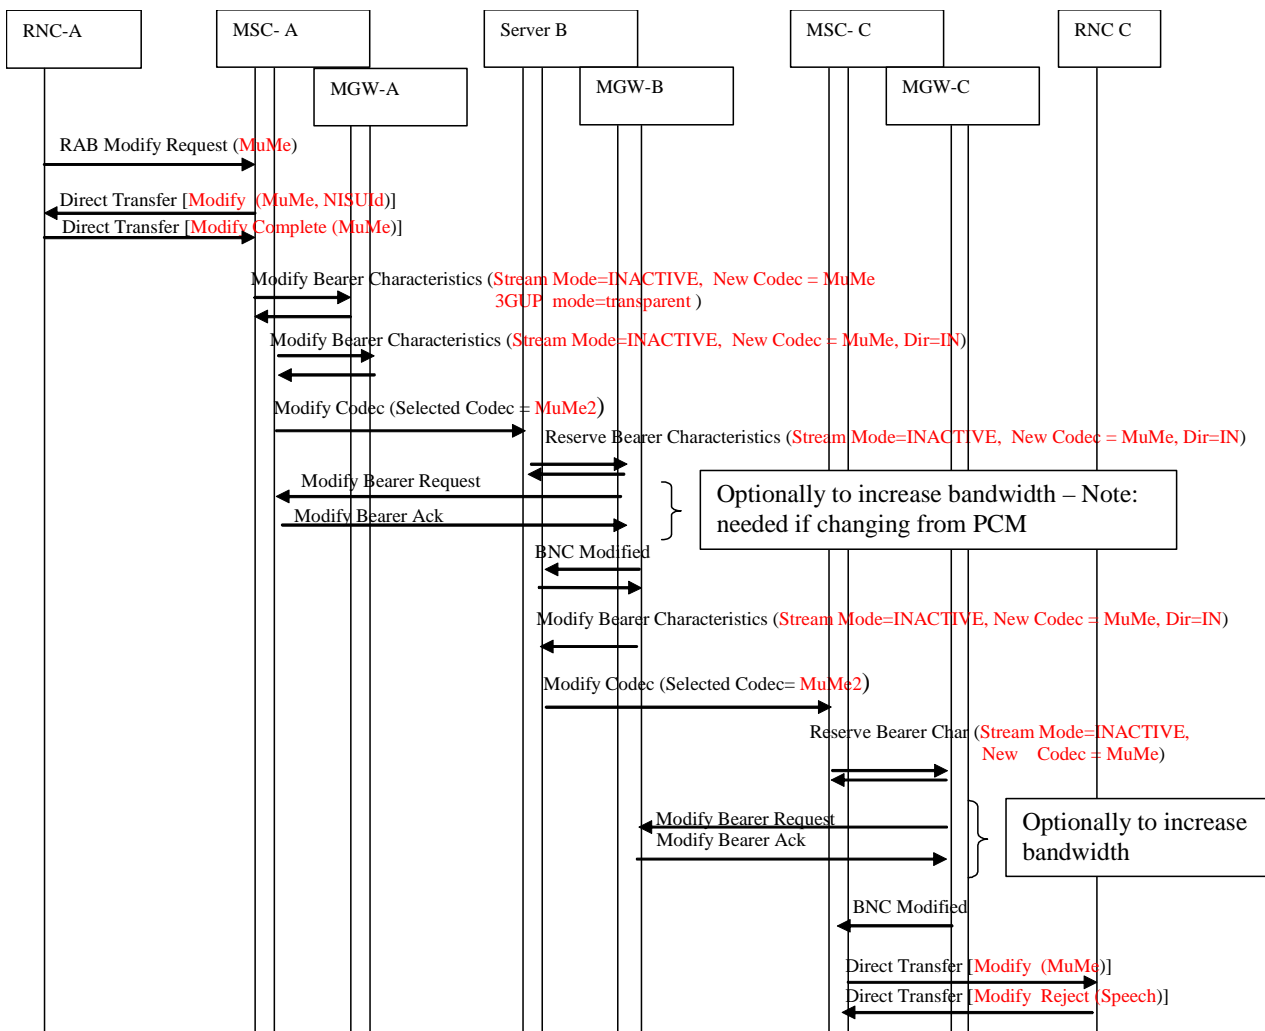 RNC-A
MSC- A
Server B
MSC- C
RNC C
MGW-A
MGW-B
MGW-C
RAB Modify Request (MuMe)
Direct Transfer [Modify (MuMe, NISUId)]
Direct Transfer [Modify Complete (MuMe)]
Modify Bearer Characteristics (Stream Mode=INACTIVE, New Codec = MuMe
3GUP mode=transparent )
Modify Bearer Characteristics (Stream Mode=INACTIVE, New Codec = MuMe, Dir=IN)
Modify Codec (Selected Codec = MuMe2)
Reserve Bearer Characteristics (Stream Mode=INACTIVE, New Codec = MuMe, Dir=IN)
Modify Bearer Request
Optionally to increase bandwidth – Note:
needed if changing from PCM
Modify Bearer Ack
BNC Modified
Modify Bearer Characteristics (Stream Mode=INACTIVE, New Codec = MuMe, Dir=IN)
Modify Codec (Selected Codec= MuMe2)
Reserve Bearer Char (Stream Mode=INACTIVE,
New Codec = MuMe)
Modify Bearer Request
Optionally to increase
bandwidth
Modify Bearer Ack
BNC Modified
Direct Transfer [Modify (MuMe)]
Direct Transfer [Modify Reject (Speech)]